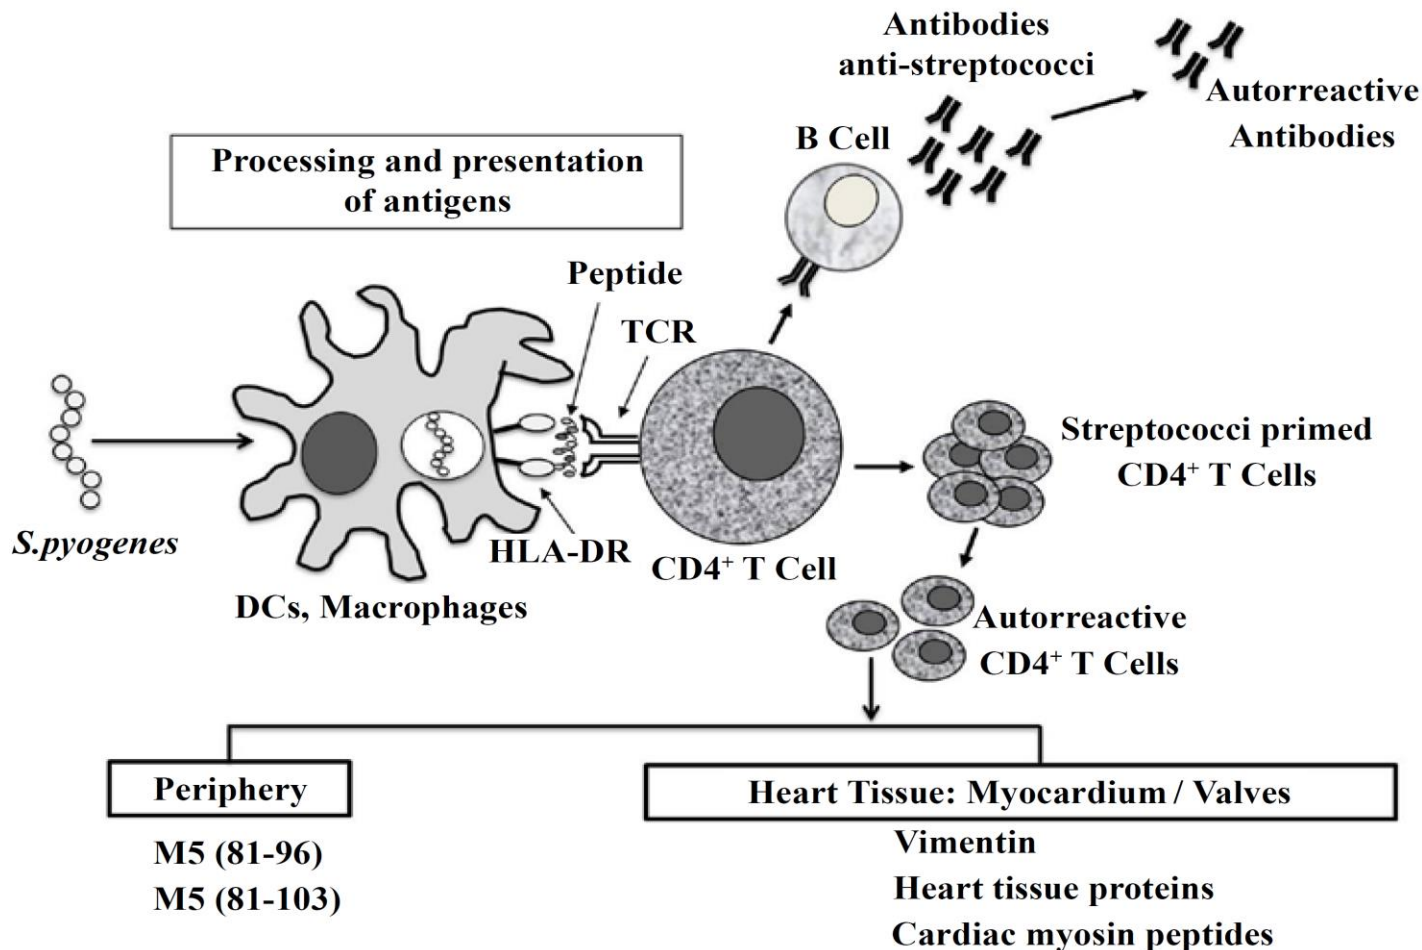 Antibodies
anti-streptococci
Autorreactive
Antibodies
B Cell
Processing and presentation
of antigens
Peptide
TCR
S.pyogenes
HLA-DR
DCs, Macrophages
CD4⁺ T Cell
Streptococci primed
CD4⁺ T Cells
Autorreactive
CD4⁺ T Cells
Periphery
M5 (81-96)
M5 (81-103)
Heart Tissue: Myocardium / Valves
Vimentin
Heart tissue proteins
Cardiac myosin peptides